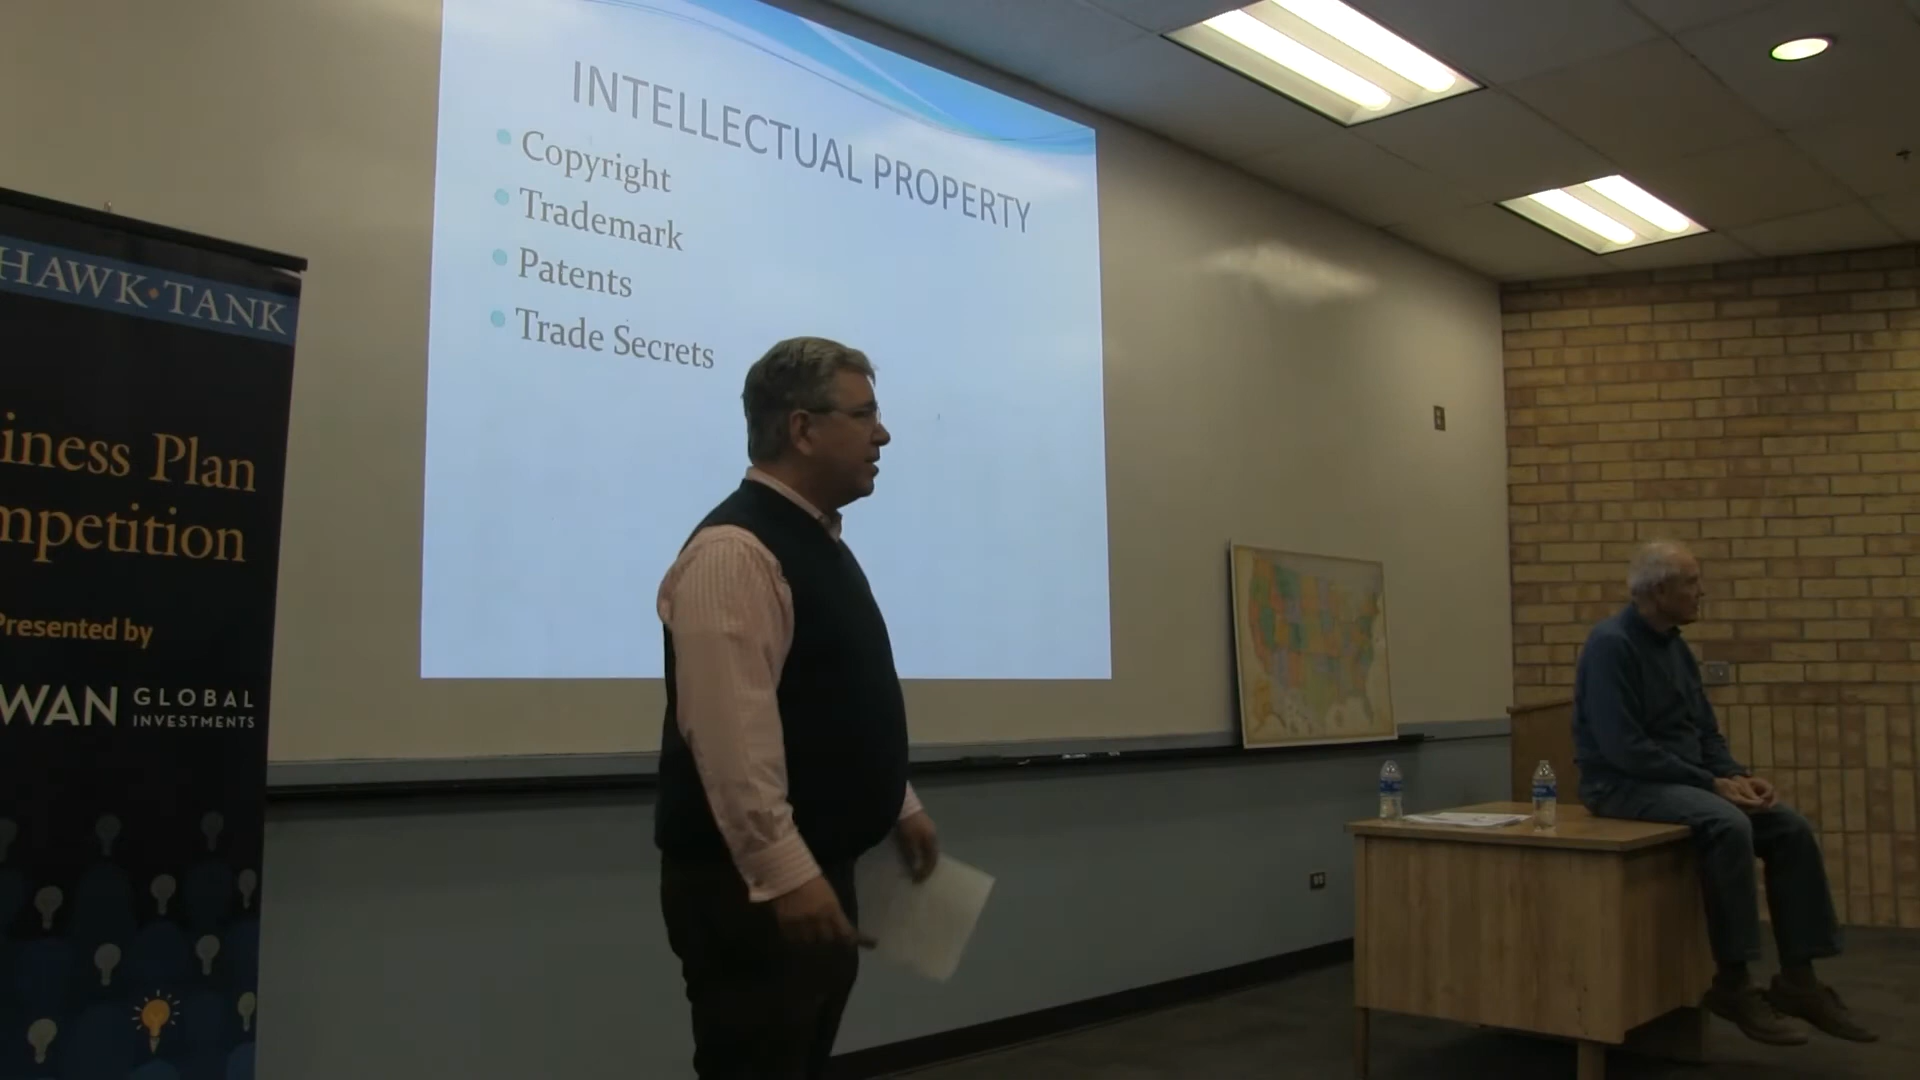 INTELLECTUAL PROPERTY
Copyright
Trademark
Patents
Trade Secrets
HAWK•TANK
iness Plan
mpetition
Presented by
WAN GLOBAL
INVESTMENTS